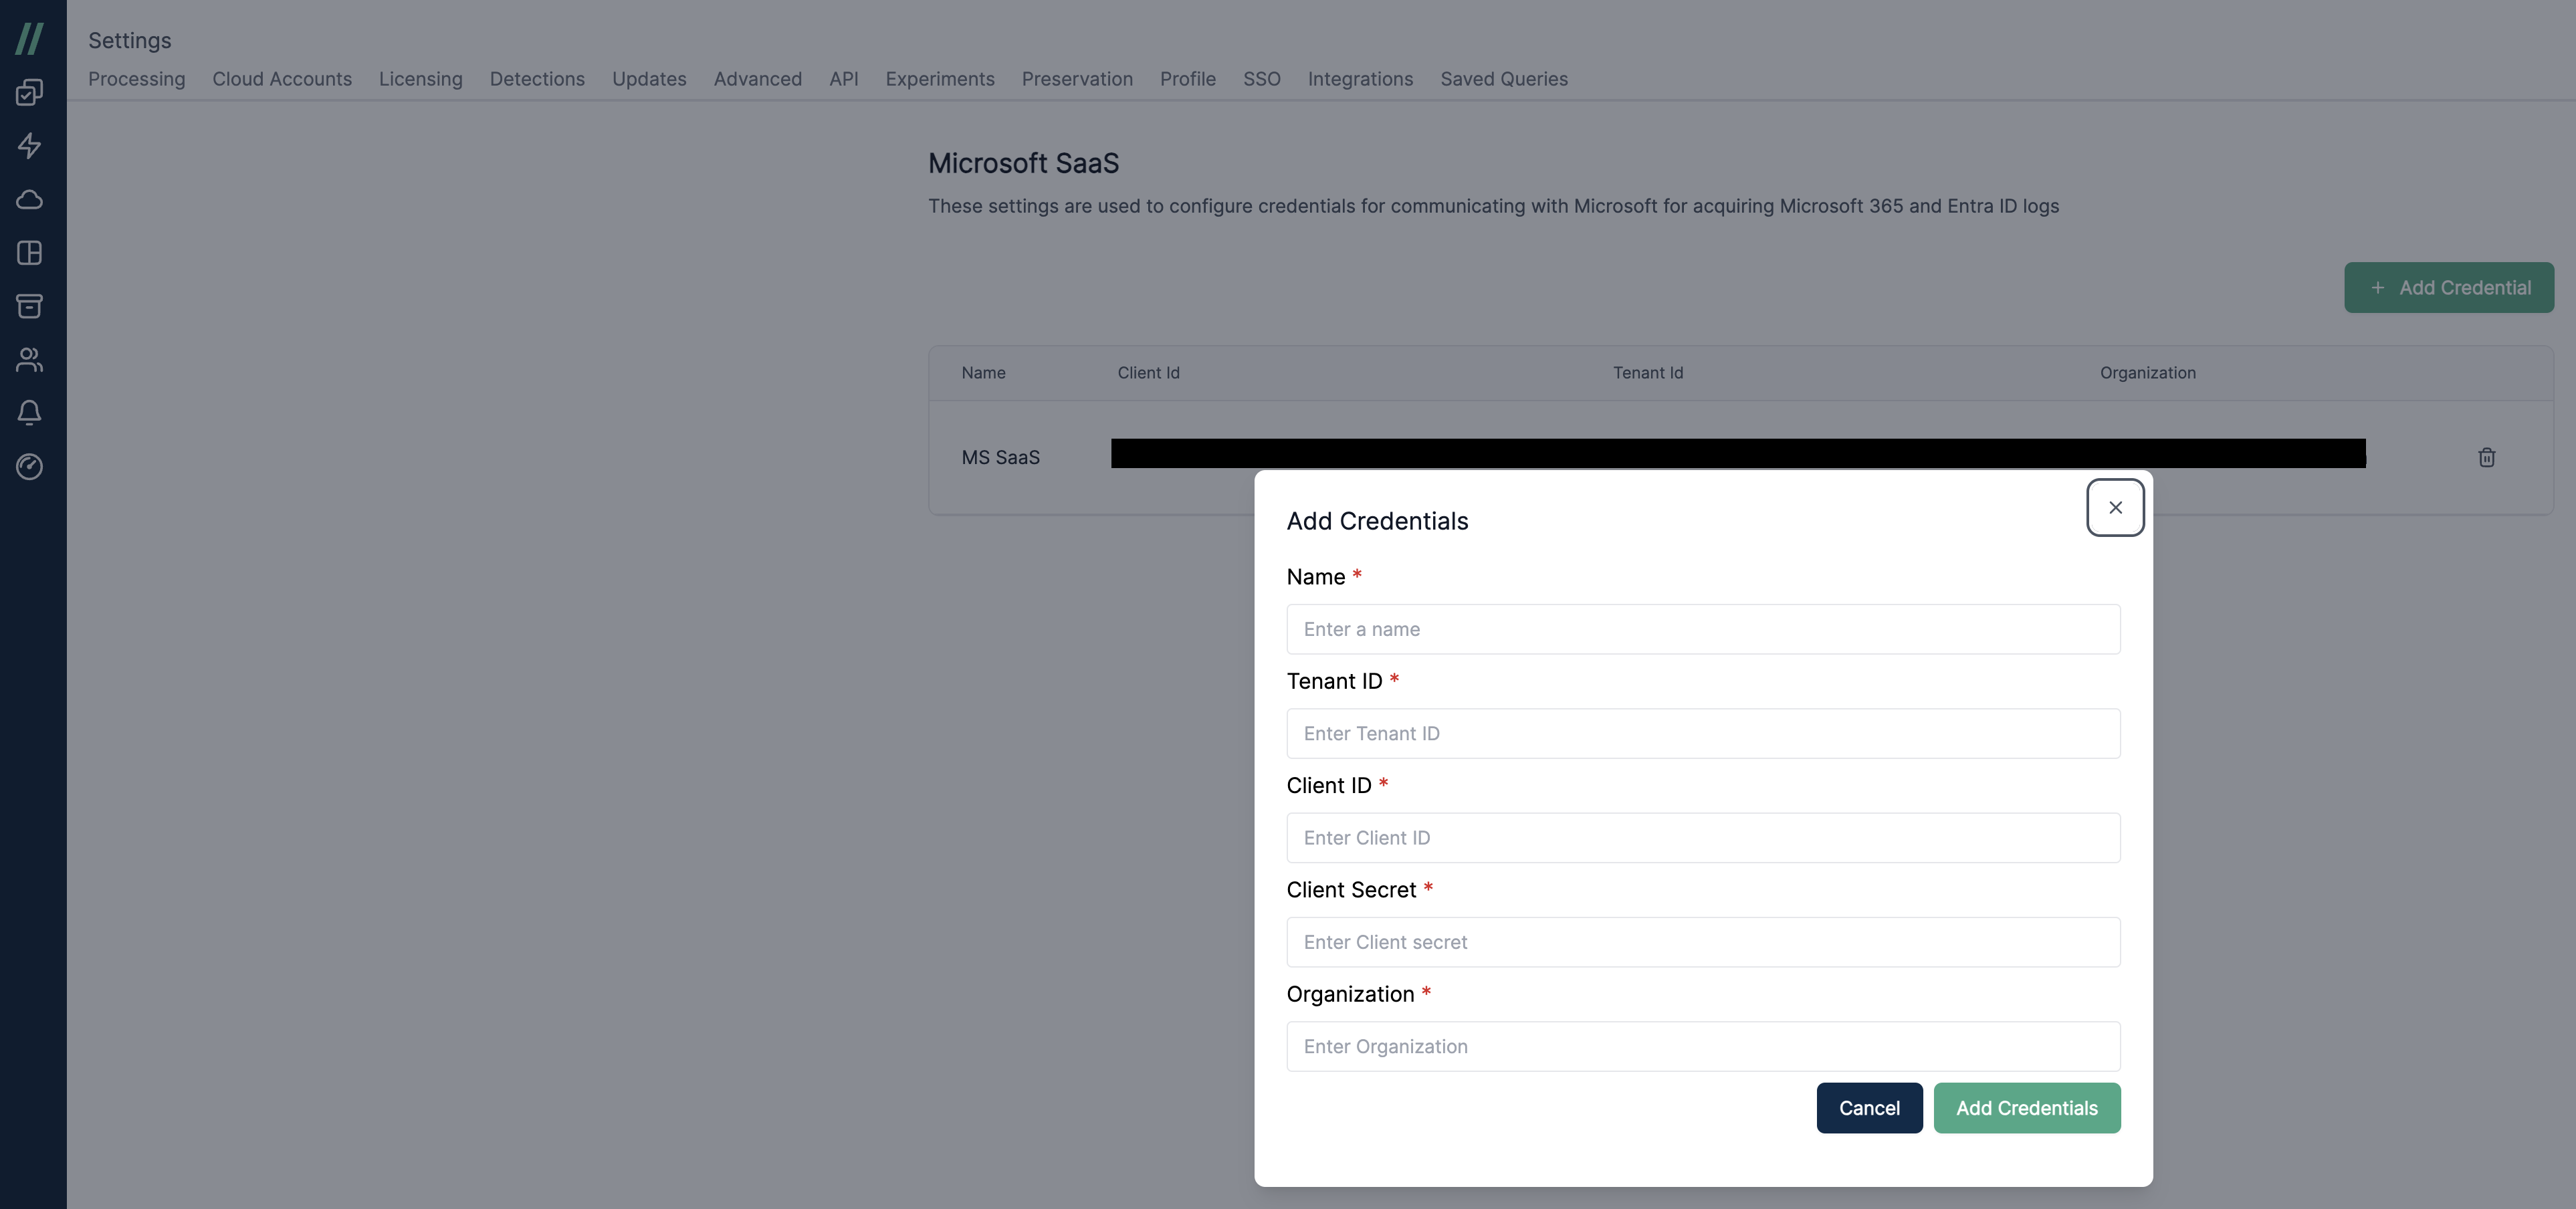 Settings
Processing Cloud Accounts Licensing Detections Updates Advanced API Experiments Preservation Profile SSO Integrations Saved Queries
Microsoft SaaS
These settings are used to configure credentials for communicating with Microsoft for acquiring Microsoft 365 and Entra ID logs
+ Add Credential
Name Client Id Tenant Id Organization
MS SaaS
Add Credentials
Name *
Enter a name
Tenant ID *
Enter Tenant ID
Client ID *
Enter Client ID
Client Secret *
Enter Client secret
Organization *
Enter Organization
Cancel Add Credentials